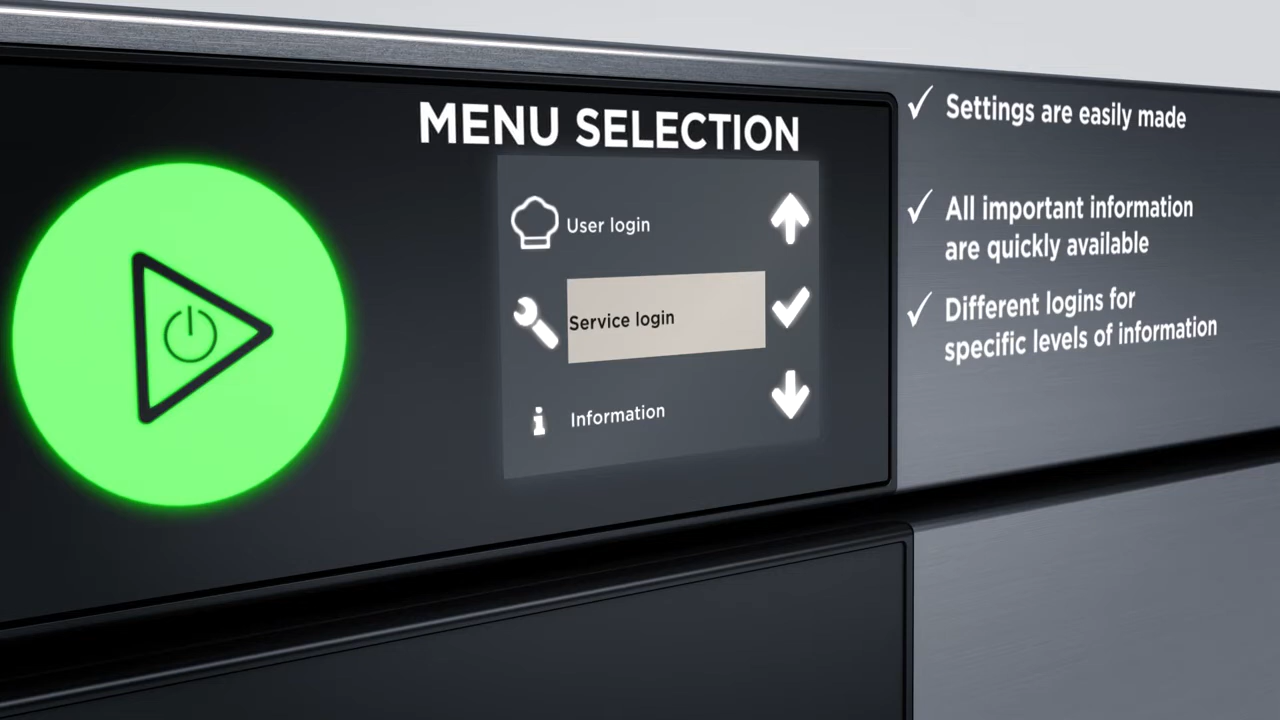 MENU SELECTION
User login
Service login
Information
Settings are easily made
All important information
are quickly available
Different logins for
specific levels of information